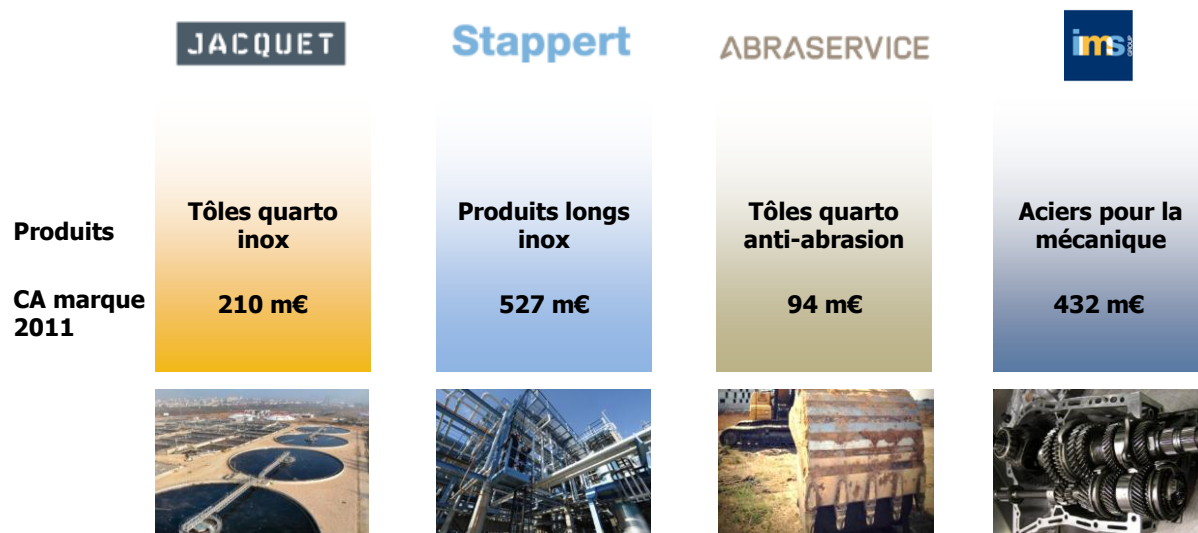 JACQUET
Stappert
ABRASERVICE
ims GROUP
Produits
Tôles quarto
inox
Produits longs
inox
Tôles quarto
anti-abrasion
Aciers pour la
mécanique
CA marque
2011
210 m€
527 m€
94 m€
432 m€